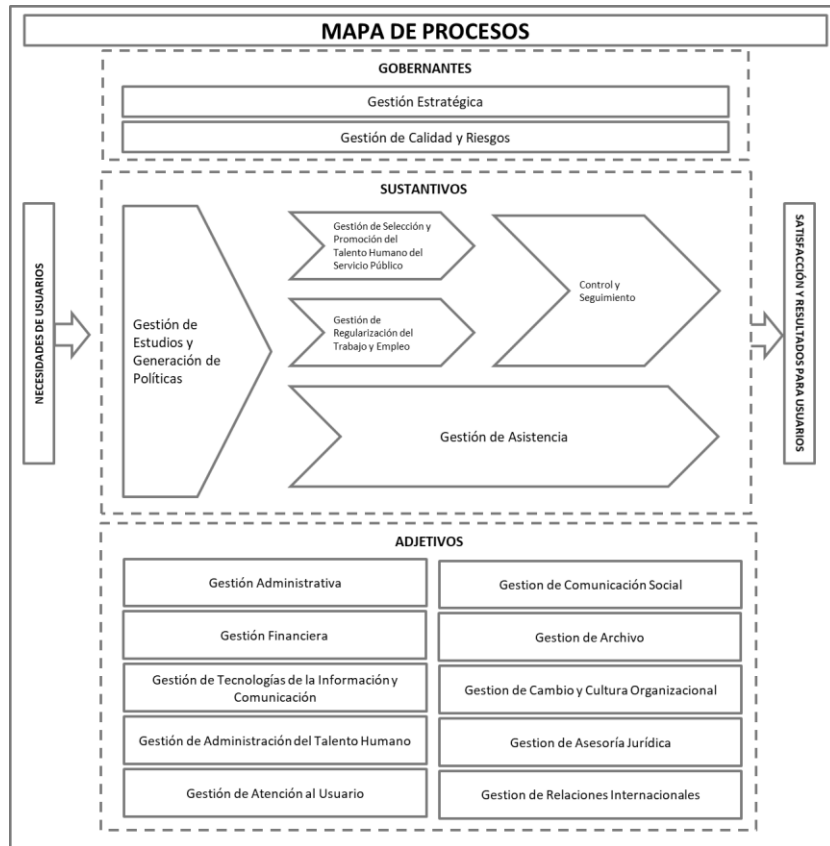 MAPA DE PROCESOS
GOBERNANTES
Gestión Estratégica
Gestión de Calidad y Riesgos
NECESIDADES DE USUARIOS
SUSTANTIVOS
Gestión de
Estudios y
Generación de
Políticas
Gestión de Selección y
Promoción del
Talento Humano del
Servicio Público
Gestión de
Regularización del
Trabajo y Empleo
Control y
Seguimiento
Gestión de Asistencia
SATISFACCIÓN Y RESULTADOS PARA USUARIOS
ADJETIVOS
Gestión Administrativa
Gestión Financiera
Gestión de Tecnologías de la Información y
Comunicación
Gestión de Administración del Talento Humano
Gestión de Atención al Usuario
Gestion de Comunicación Social
Gestion de Archivo
Gestion de Cambio y Cultura Organizacional
Gestion de Asesoría Jurídica
Gestion de Relaciones Internacionales